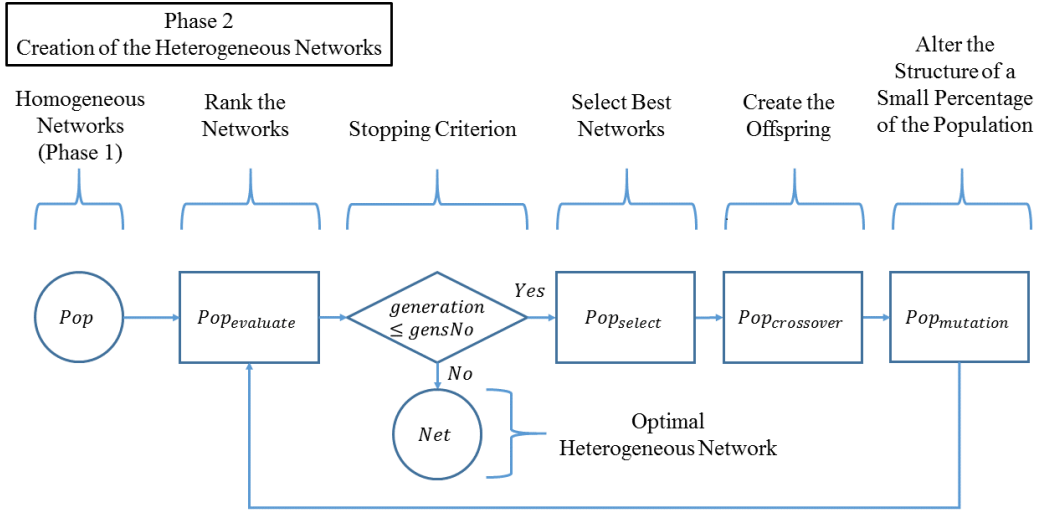 Phase 2
Creation of the Heterogeneous Networks
Homogeneous
Networks
(Phase 1)
Rank the
Networks
Stopping Criterion
Select Best
Networks
Create the
Offspring
Alter the
Structure of a
Small Percentage
of the Population
Pop
Pop_evaluate
generation
≤ gensNo
Yes
No
Pop_select
Pop_crossover
Pop_mutation
Net
Optimal
Heterogeneous Network